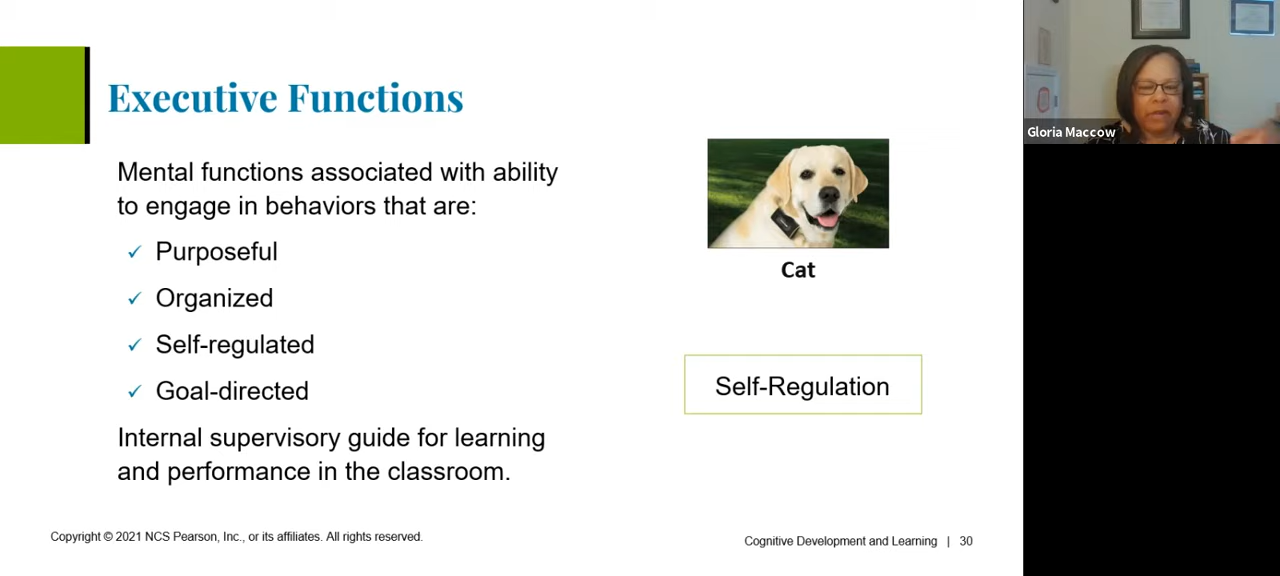 Executive Functions
Mental functions associated with ability
to engage in behaviors that are:
✓ Purposeful
✓ Organized
✓ Self-regulated
✓ Goal-directed
Internal supervisory guide for learning
and performance in the classroom.
Cat
Self-Regulation
Copyright © 2021 NCS Pearson, Inc., or its affiliates. All rights reserved.
Cognitive Development and Learning | 30
Gloria Maccow